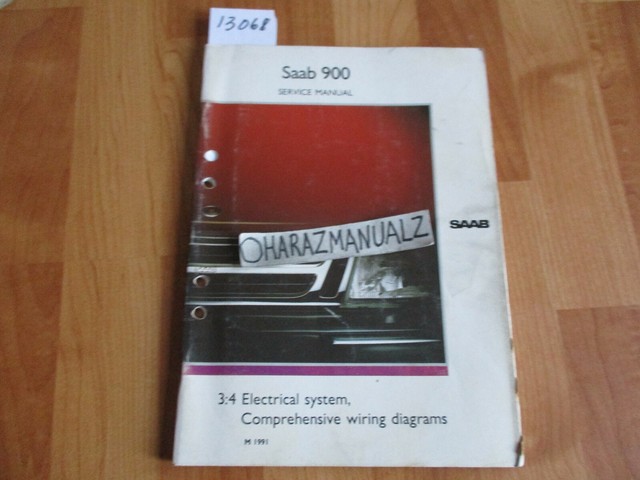 13068
Saab 900
SERVICE MANUAL
SAAB
OHARAZMANUALZ
3:4 Electrical system,
Comprehensive wiring diagrams
M 1991